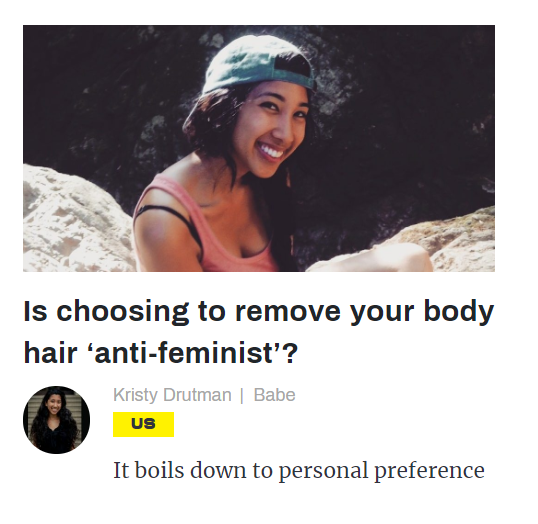 Is choosing to remove your body
hair ‘anti-feminist’?
Kristy Drutman | Babe
US
It boils down to personal preference